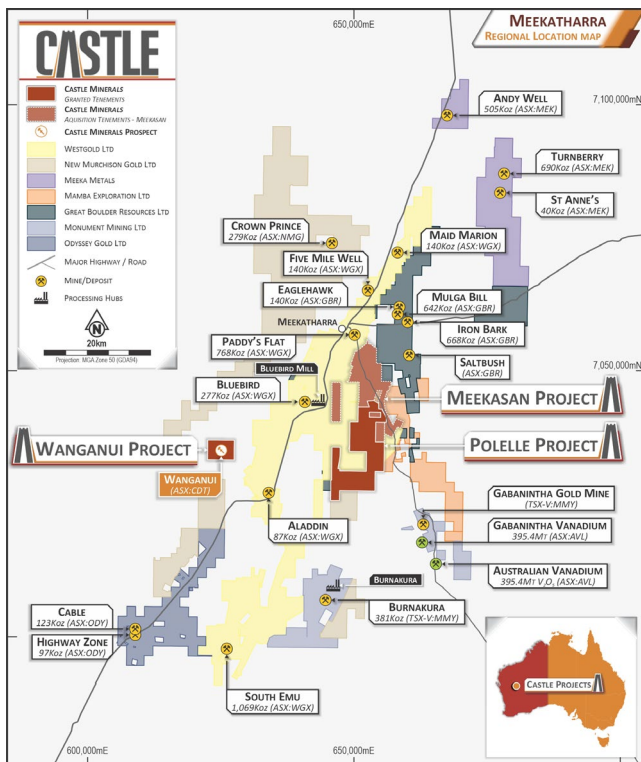 650,000mE
MEEKATHARRA
REGIONAL LOCATION MAP
CASTLE
CASTLE MINERALS
GRANTED TENEMENTS
CASTLE MINERALS
AQUISITION TENEMENTS - MEEKASAN
CASTLE MINERALS PROSPECT
WESTGOLD LTD
NEW MURCHISON GOLD LTD
MEEKA METALS
MAMBA EXPLORATION LTD
GREAT BOULDER RESOURCES LTD
MONUMENT MINING LTD
ODYSSEY GOLD LTD
MAJOR HIGHWAY / ROAD
MINE/DEPOSIT
PROCESSING HUBS
N
20km
Projection MGA Zone 50 (GDA94)
7,100,000mN
ANDY WELL
505KOZ (ASX:MEK)
TURNBERRY
690KOZ (ASX:MEK)
ST ANNE'S
40KOZ (ASX:MEK)
CROWN PRINCE
279KOZ (ASX:NMG)
MAID MARION
140KOZ (ASX:WGX)
FIVE MILE WELL
140KOZ (ASX:WGX)
EAGLEHAWK
140KOZ (ASX:GBR)
MULGA BILL
642KOZ (ASX:GBR)
MEEKATHARRA
IRON BARK
668KOZ (ASX:GBR)
PADDY'S FLAT
768KOZ (ASX:WGX)
SALTBUSH
(ASX:GBR)
7,050,000mN
BLUEBIRD MILL
BLUEBIRD
277KOZ (ASX:WGX)
MEEKASAN PROJECT
WANGANUI PROJECT
POLELLE PROJECT
WANGANUI
(ASX:CDT)
GABANINTHA GOLD MINE
(TSX-V:MMY)
ALADDIN
87KOZ (ASX:WGX)
GABANINTHA VANADIUM
395.4MT (ASX:AVL)
AUSTRALIAN VANADIUM
395.4MT V2O5 (ASX:AVL)
BURNAKURA
CABLE
123KOZ (ASX:ODY)
BURNAKURA
381KOZ (TSX-V:MMY)
HIGHWAY ZONE
97KOZ (ASX:ODY)
SOUTH EMU
1,069KOZ (ASX:WGX)
CASTLE PROJECTS
600,000mE
650,000mE